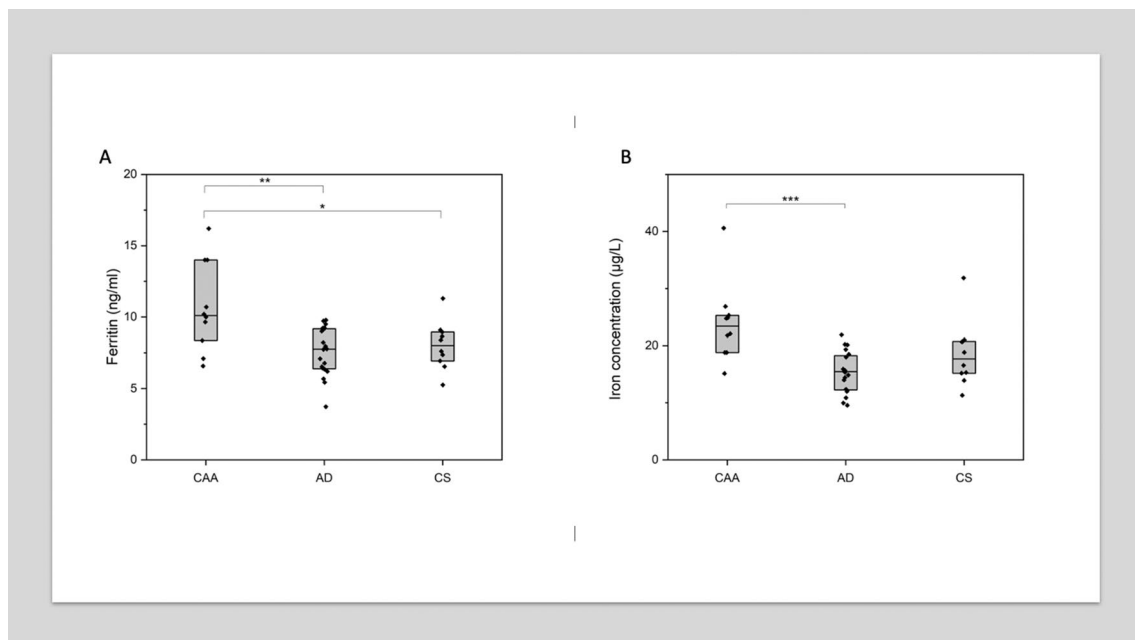 A
20
**
*
15
Ferritin (ng/ml)
10
5
0
CAA AD CS
B
***
40
Iron concentration (µg/L)
20
0
CAA AD CS